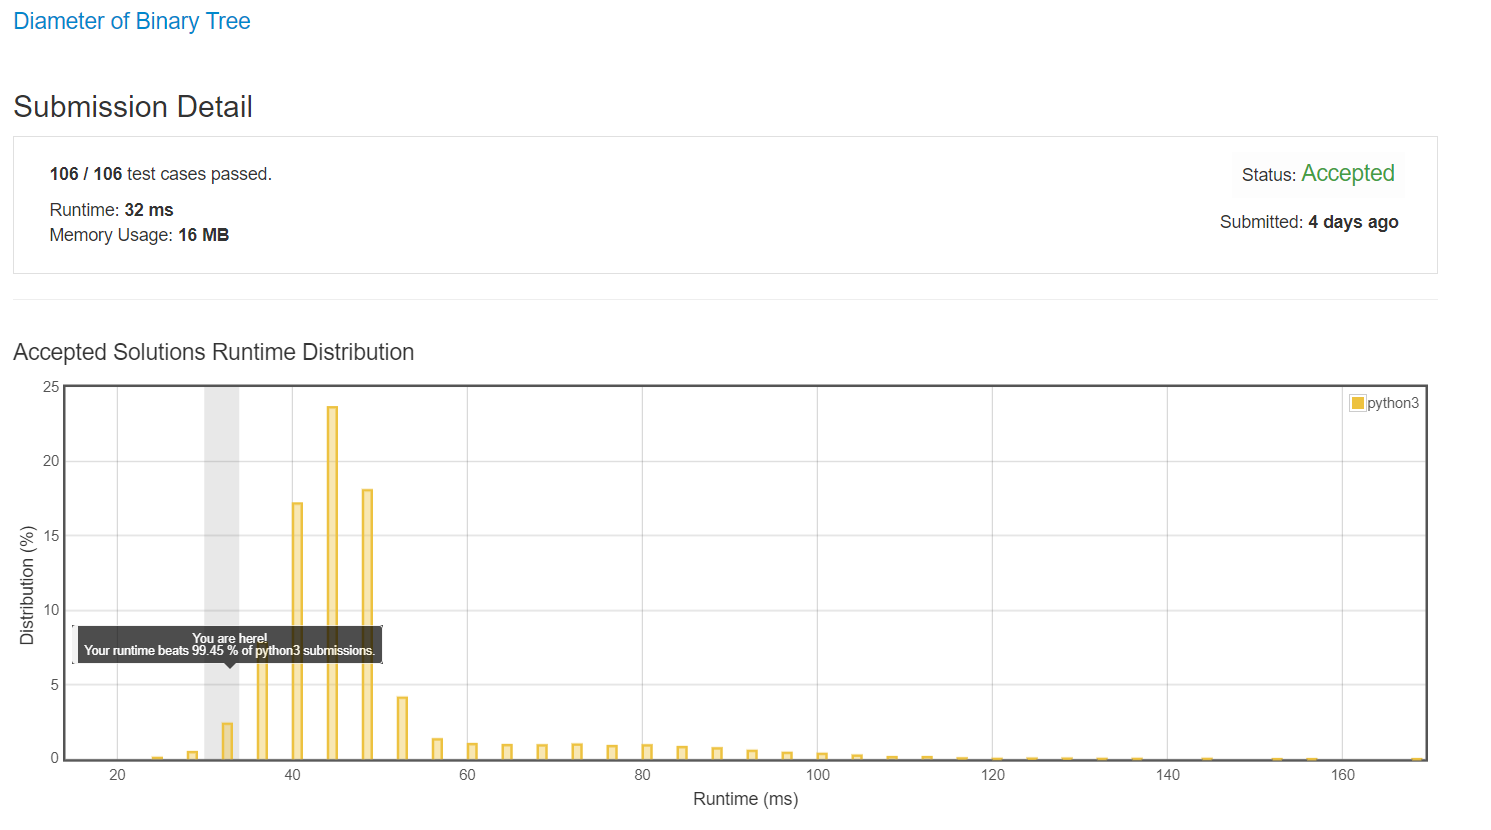 Diameter of Binary Tree
Submission Detail
106 / 106 test cases passed.
Status: Accepted
Runtime: 32 ms
Submitted: 4 days ago
Memory Usage: 16 MB
Accepted Solutions Runtime Distribution
25
20
15
10
5
0
Distribution (%)
python3
You are here!
Your runtime beats 99.45 % of python3 submissions.
20 40 60 80 100 120 140 160
Runtime (ms)